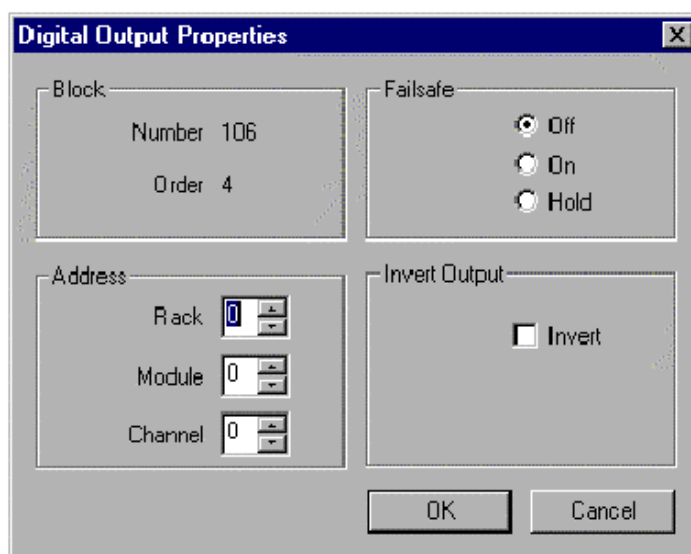 Digital Output Properties
Block
Number 106
Order 4
Failsafe
Off
On
Hold
Address
Rack 0
Module 0
Channel 0
Invert Output
Invert
OK
Cancel